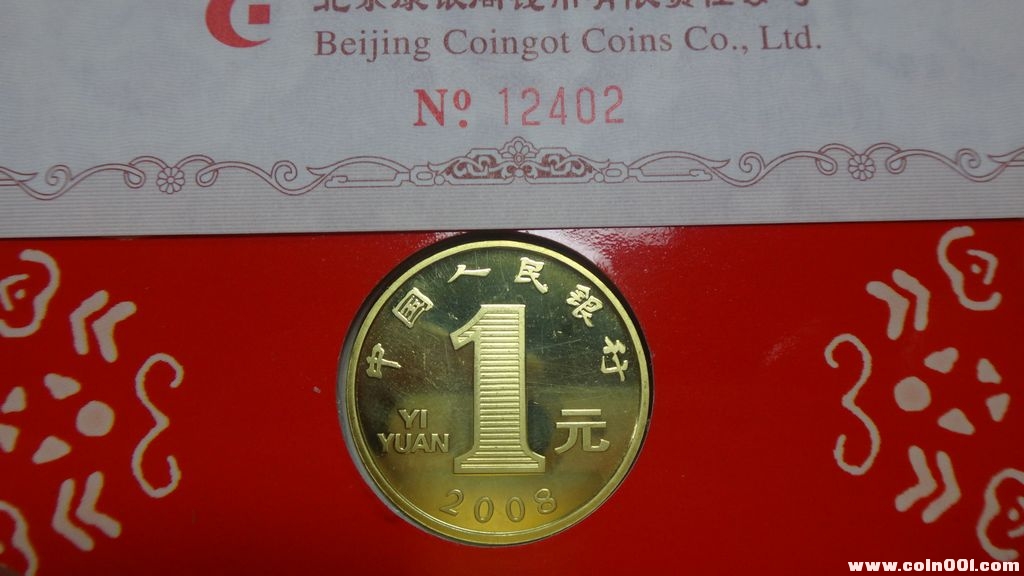 Beijing Coingot Coins Co., Ltd.
Nº 12402
中国人民银行
YI
YUAN
1
元
2008
www.coin001.com